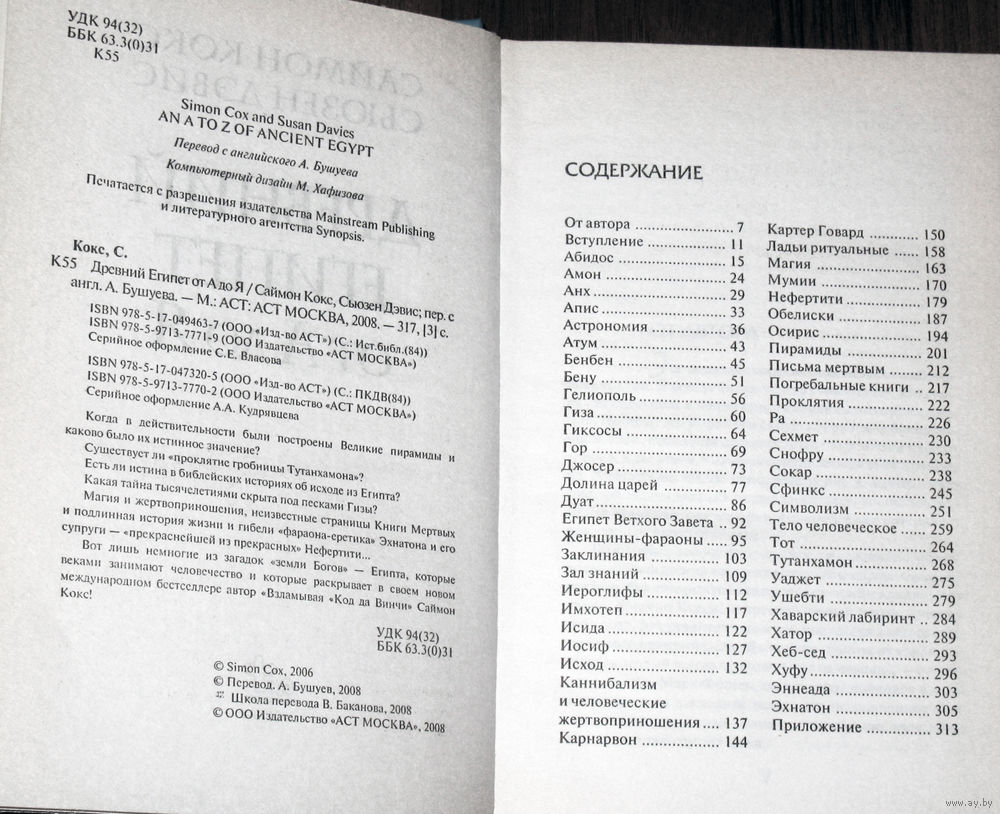 УДК 94(32)
ББК 63.3(0)31
К55
Simon Cox and Susan Davies
AN A TO Z OF ANCIENT EGYPT
Перевод с английского А. Бушуева
Компьютерный дизайн М. Хафизова
Печатается с разрешения издательства Mainstream Publishing
и литературного агентства Synopsis.
Кокс, С.
К55 Древний Египет от А до Я / Саймон Кокс, Сьюзен Дэвис; пер. с
англ. А. Бушуева. — М.: АСТ: АСТ МОСКВА, 2008. — 317, [3] с.
ISBN 978-5-17-049463-7 (ООО «Изд-во АСТ») (С.: Ист.библ.(84))
ISBN 978-5-9713-7771-9 (ООО Издательство «АСТ МОСКВА»)
Серийное оформление С.Е. Власова
ISBN 978-5-17-047320-5 (ООО «Изд-во АСТ») (С.: ПКДВ(84))
ISBN 978-5-9713-7770-2 (ООО Издательство «АСТ МОСКВА»)
Серийное оформление А.А. Кудрявцева
Когда в действительности были построены Великие пирамиды и
каково было их истинное значение?
Существует ли «проклятие гробницы Тутанхамона»?
Есть ли истина в библейских историях об исходе из Египта?
Какая тайна тысячелетиями скрыта под песками Гизы?
Магия и жертвоприношения, неизвестные страницы Книги Мертвых
и подлинная история жизни и гибели «фараона-еретика» Эхнатона и его
супруги — «прекраснейшей из прекрасных» Нефертити...
Вот лишь немногие из загадок «земли Богов» — Египта, которые
веками занимают человечество и которые раскрывает в своем новом
международном бестселлере автор «Взламывая «Код да Винчи» Саймон
Кокс!
УДК 94(32)
ББК 63.3(0)31
© Simon Cox, 2006
© Перевод. А. Бушуев, 2008
Школа перевода В. Баканова, 2008
© ООО Издательство «АСТ МОСКВА», 2008
СОДЕРЖАНИЕ
От автора ........ 7
Вступление ........ 11
Абидос ........ 15
Амон ........ 24
Анх ........ 29
Апис ........ 33
Астрономия ........ 36
Атум ........ 43
Бенбен ........ 45
Бену ........ 51
Гелиополь ........ 56
Гиза ........ 60
Гиксосы ........ 64
Гор ........ 69
Джосер ........ 73
Долина царей ........ 77
Дуат ........ 86
Египет Ветхого Завета .. 92
Женщины-фараоны ..... 95
Заклинания ........ 103
Зал знаний ........ 109
Иероглифы ........ 112
Имхотеп ........ 117
Исида ........ 122
Иосиф ........ 127
Исход ........ 132
Каннибализм
и человеческие
жертвоприношения .... 137
Карнарвон ........ 144
Картер Говард ........ 150
Ладьи ритуальные ..... 158
Магия ........ 163
Мумии ........ 170
Нефертити ........ 179
Обелиски ........ 187
Осирис ........ 194
Пирамиды ........ 201
Письма мертвым ....... 212
Погребальные книги .. 217
Проклятия ........ 222
Ра ........ 226
Сехмет ........ 230
Снофру ........ 233
Сокар ........ 238
Сфинкс ........ 245
Символизм ........ 251
Тело человеческое ..... 259
Тот ........ 264
Тутанхамон ........ 268
Уаджет ........ 275
Ушебти ........ 279
Хаварский лабиринт .. 284
Хатор ........ 289
Хеб-сед ........ 293
Хуфу ........ 296
Эннеада ........ 303
Эхнатон ........ 305
Приложение ........ 313
www.ay.by